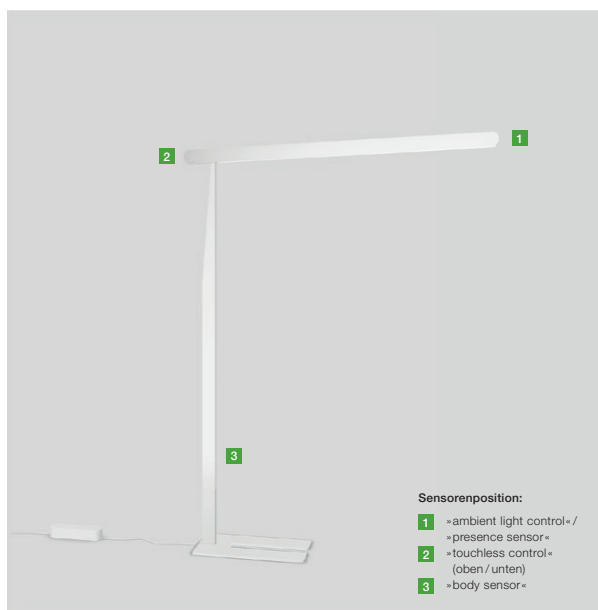 1
2
3
Sensorenposition:
1 »ambient light control« /
»presence sensor«
2 »touchless control«
(oben / unten)
3 »body sensor«